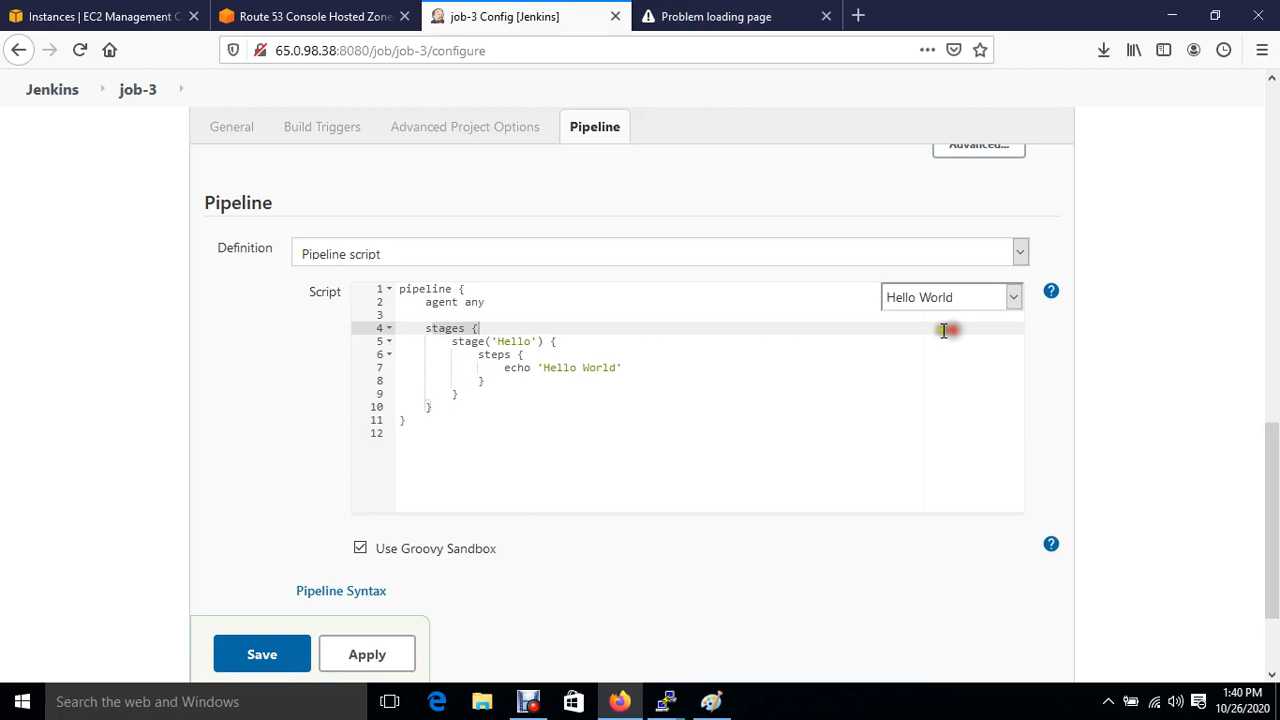 Instances | EC2 Management C
Route 53 Console Hosted Zone
job-3 Config [Jenkins]
Problem loading page
65.0.98.38:8080/job/job-3/configure
Jenkins
job-3
General
Build Triggers
Advanced Project Options
Pipeline
Advanced...
Pipeline
Definition
Pipeline script
Script
Hello World
1 pipeline {
2 agent any
3
4 stages {
5 stage('Hello') {
6 steps {
7 echo 'Hello World'
8 }
9 }
10 }
11 }
12
Use Groovy Sandbox
Pipeline Syntax
Save
Apply
Search the web and Windows
1:40 PM
10/26/2020